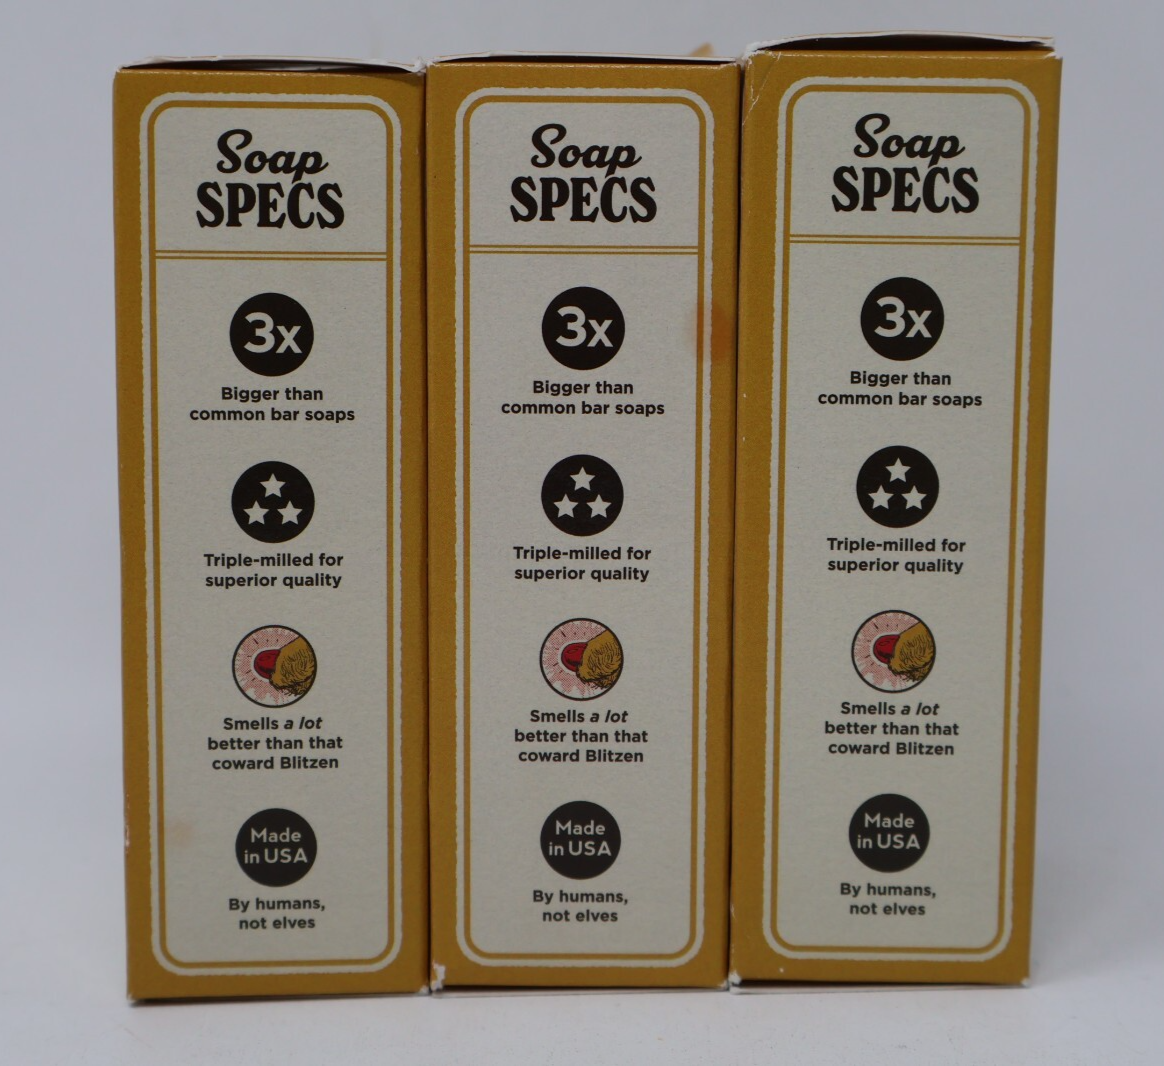 Soap
SPECS
3x
Bigger than
common bar soaps
Triple-milled for
superior quality
Smells a lot
better than that
coward Blitzen
Made
in USA
By humans,
not elves
Soap
SPECS
3x
Bigger than
common bar soaps
Triple-milled for
superior quality
Smells a lot
better than that
coward Blitzen
Made
in USA
By humans,
not elves
Soap
SPECS
3x
Bigger than
common bar soaps
Triple-milled for
superior quality
Smells a lot
better than that
coward Blitzen
Made
in USA
By humans,
not elves